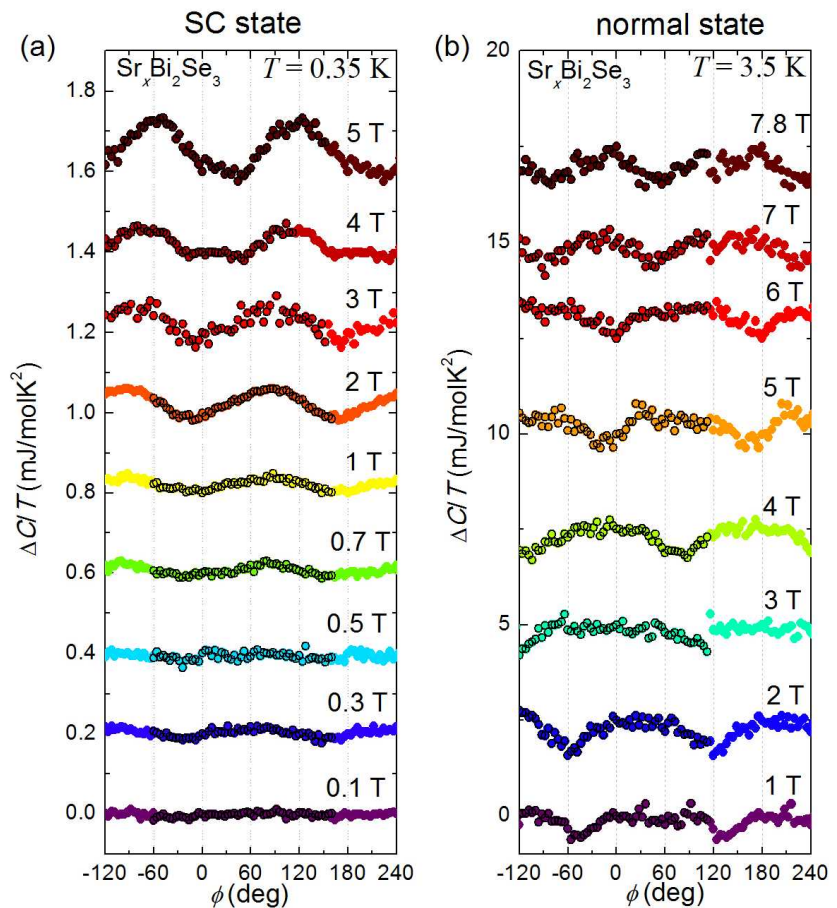 SC state
(a)
Sr_xBi_2Se_3 T = 0.35 K
1.8
1.6
1.4
1.2
1.0
0.8
0.6
0.4
0.2
0.0
ΔC/T (mJ/molK^2)
5 T
4 T
3 T
2 T
1 T
0.7 T
0.5 T
0.3 T
0.1 T
-120 -60 0 60 120 180 240
ϕ (deg)
normal state
(b)
Sr_xBi_2Se_3 T = 3.5 K
20
15
10
5
0
ΔC/T (mJ/molK^2)
7.8 T
7 T
6 T
5 T
4 T
3 T
2 T
1 T
-120 -60 0 60 120 180 240
ϕ (deg)